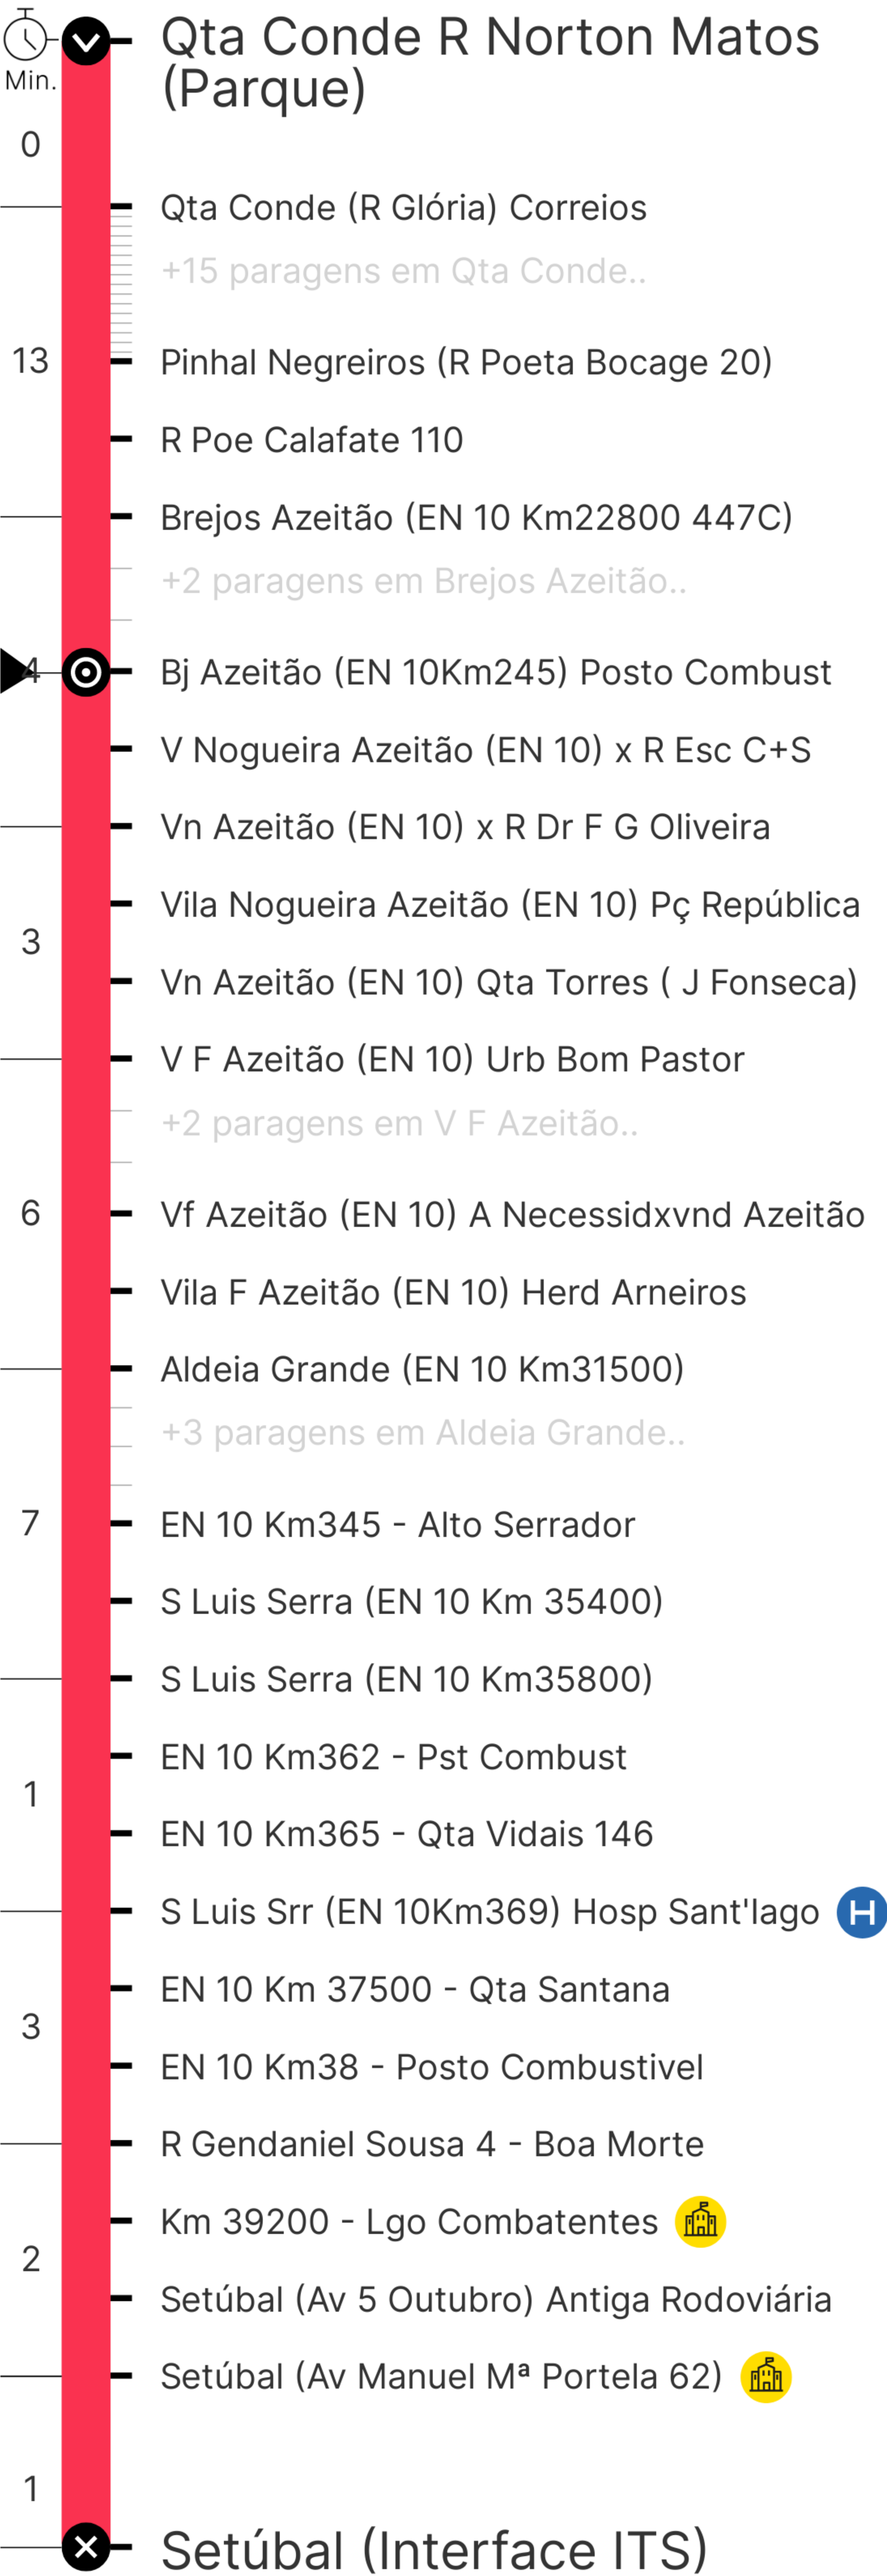 Qta Conde R Norton Matos
(Parque)
Min.
0
Qta Conde (R Glória) Correios
+15 paragens em Qta Conde..
13
Pinhal Negreiros (R Poeta Bocage 20)
R Poe Calafate 110
Brejos Azeitão (EN 10 Km22800 447C)
+2 paragens em Brejos Azeitão..
4
Bj Azeitão (EN 10Km245) Posto Combust
V Nogueira Azeitão (EN 10) x R Esc C+S
Vn Azeitão (EN 10) x R Dr F G Oliveira
Vila Nogueira Azeitão (EN 10) Pç República
3
Vn Azeitão (EN 10) Qta Torres ( J Fonseca)
V F Azeitão (EN 10) Urb Bom Pastor
+2 paragens em V F Azeitão..
6
Vf Azeitão (EN 10) A Necessidxvnd Azeitão
Vila F Azeitão (EN 10) Herd Arneiros
Aldeia Grande (EN 10 Km31500)
+3 paragens em Aldeia Grande..
7
EN 10 Km345 - Alto Serrador
S Luis Serra (EN 10 Km 35400)
S Luis Serra (EN 10 Km35800)
EN 10 Km362 - Pst Combust
1
EN 10 Km365 - Qta Vidais 146
S Luis Srr (EN 10Km369) Hosp Sant'Iago H
EN 10 Km 37500 - Qta Santana
3
EN 10 Km38 - Posto Combustivel
R Gendaniel Sousa 4 - Boa Morte
Km 39200 - Lgo Combatentes
2
Setúbal (Av 5 Outubro) Antiga Rodoviária
Setúbal (Av Manuel Mª Portela 62)
1
Setúbal (Interface ITS)